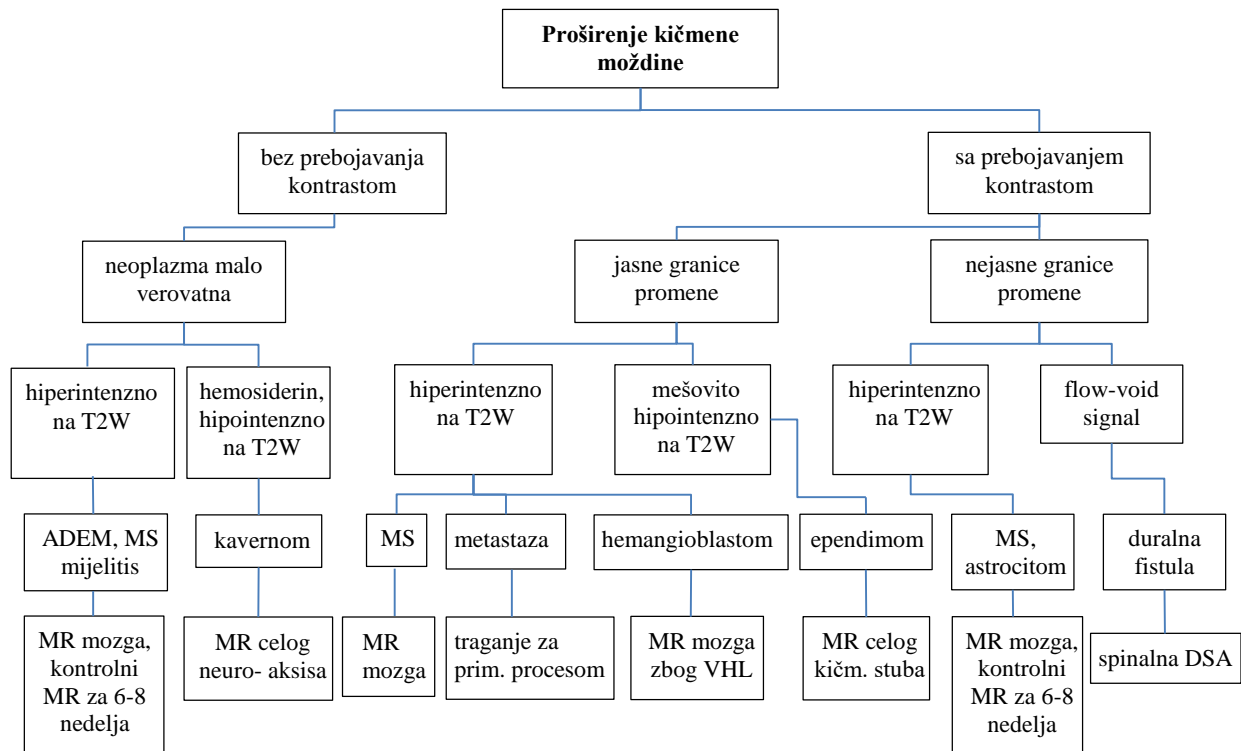 Proširenje kičmene
moždine
bez prebojavanja
kontrastom
sa prebojavanjem
kontrastom
neoplazma malo
verovatna
jasne granice
promene
nejasne granice
promene
hiperintenzno
na T2W
hemosiderin,
hipointenzno
na T2W
hiperintenzno
na T2W
mešovito
hipointenzno
na T2W
hiperintenzno
na T2W
flow-void
signal
ADEM, MS
mijelitis
kavernom
MS
metastaza
hemangioblastom
ependimom
MS,
astrocitom
duralna
fistula
MR mozga,
kontrolni
MR za 6-8
nedelja
MR celog
neuro- aksisa
MR
mozga
traganje za
prim. procesom
MR mozga
zbog VHL
MR celog
kičm. stuba
MR mozga,
kontrolni
MR za 6-8
nedelja
spinalna DSA